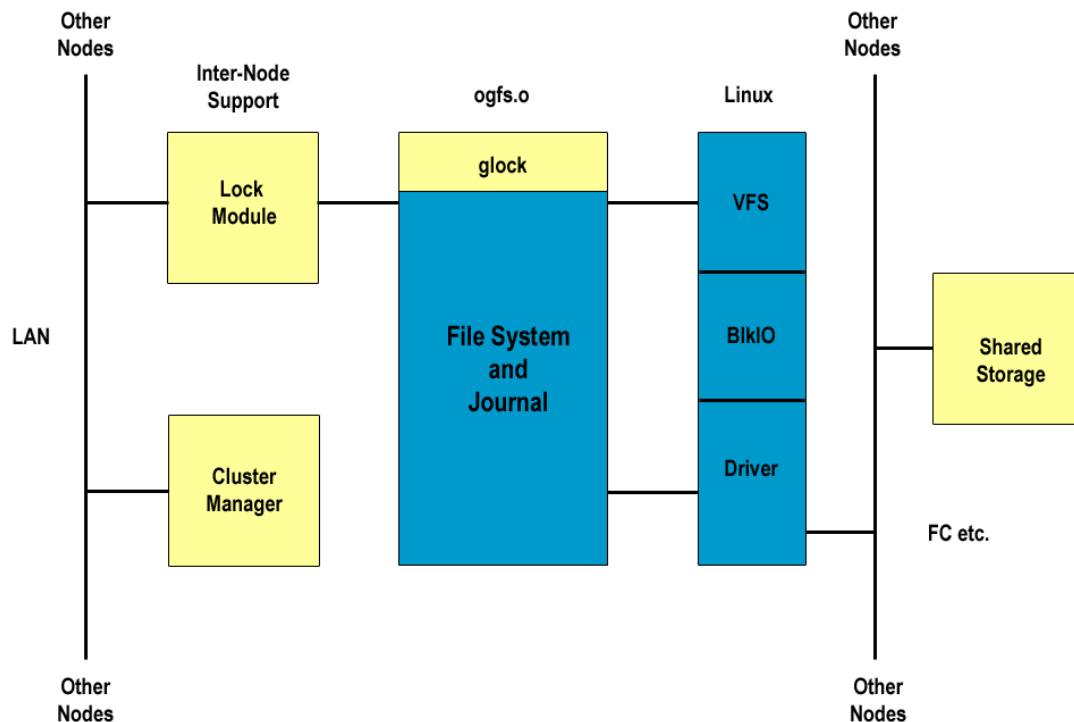 Other
Nodes
Other
Nodes
Inter-Node
Support
ogfs.o
Linux
glock
Lock
Module
VFS
LAN
File System
and
Journal
BlkIO
Shared
Storage
Cluster
Manager
Driver
FC etc.
Other
Nodes
Other
Nodes